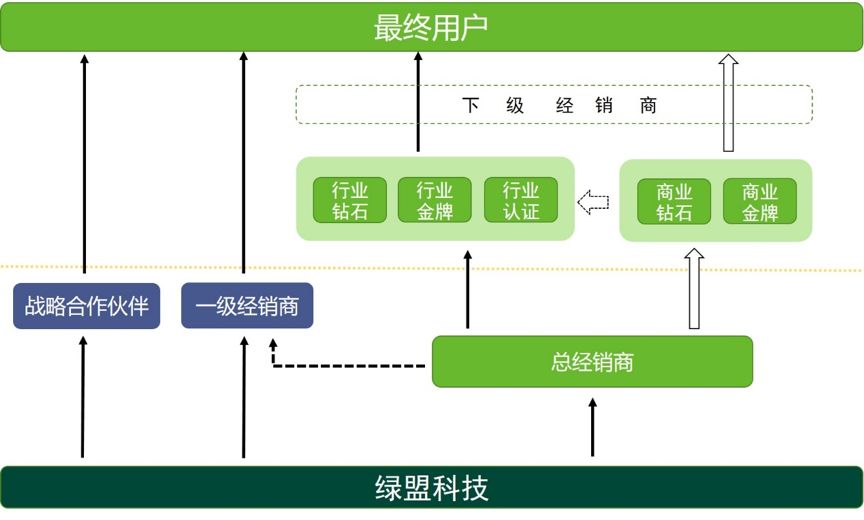 最终用户
下级经销商
行业
钻石
行业
金牌
行业
认证
商业
钻石
商业
金牌
战略合作伙伴
一级经销商
总经销商
绿盟科技